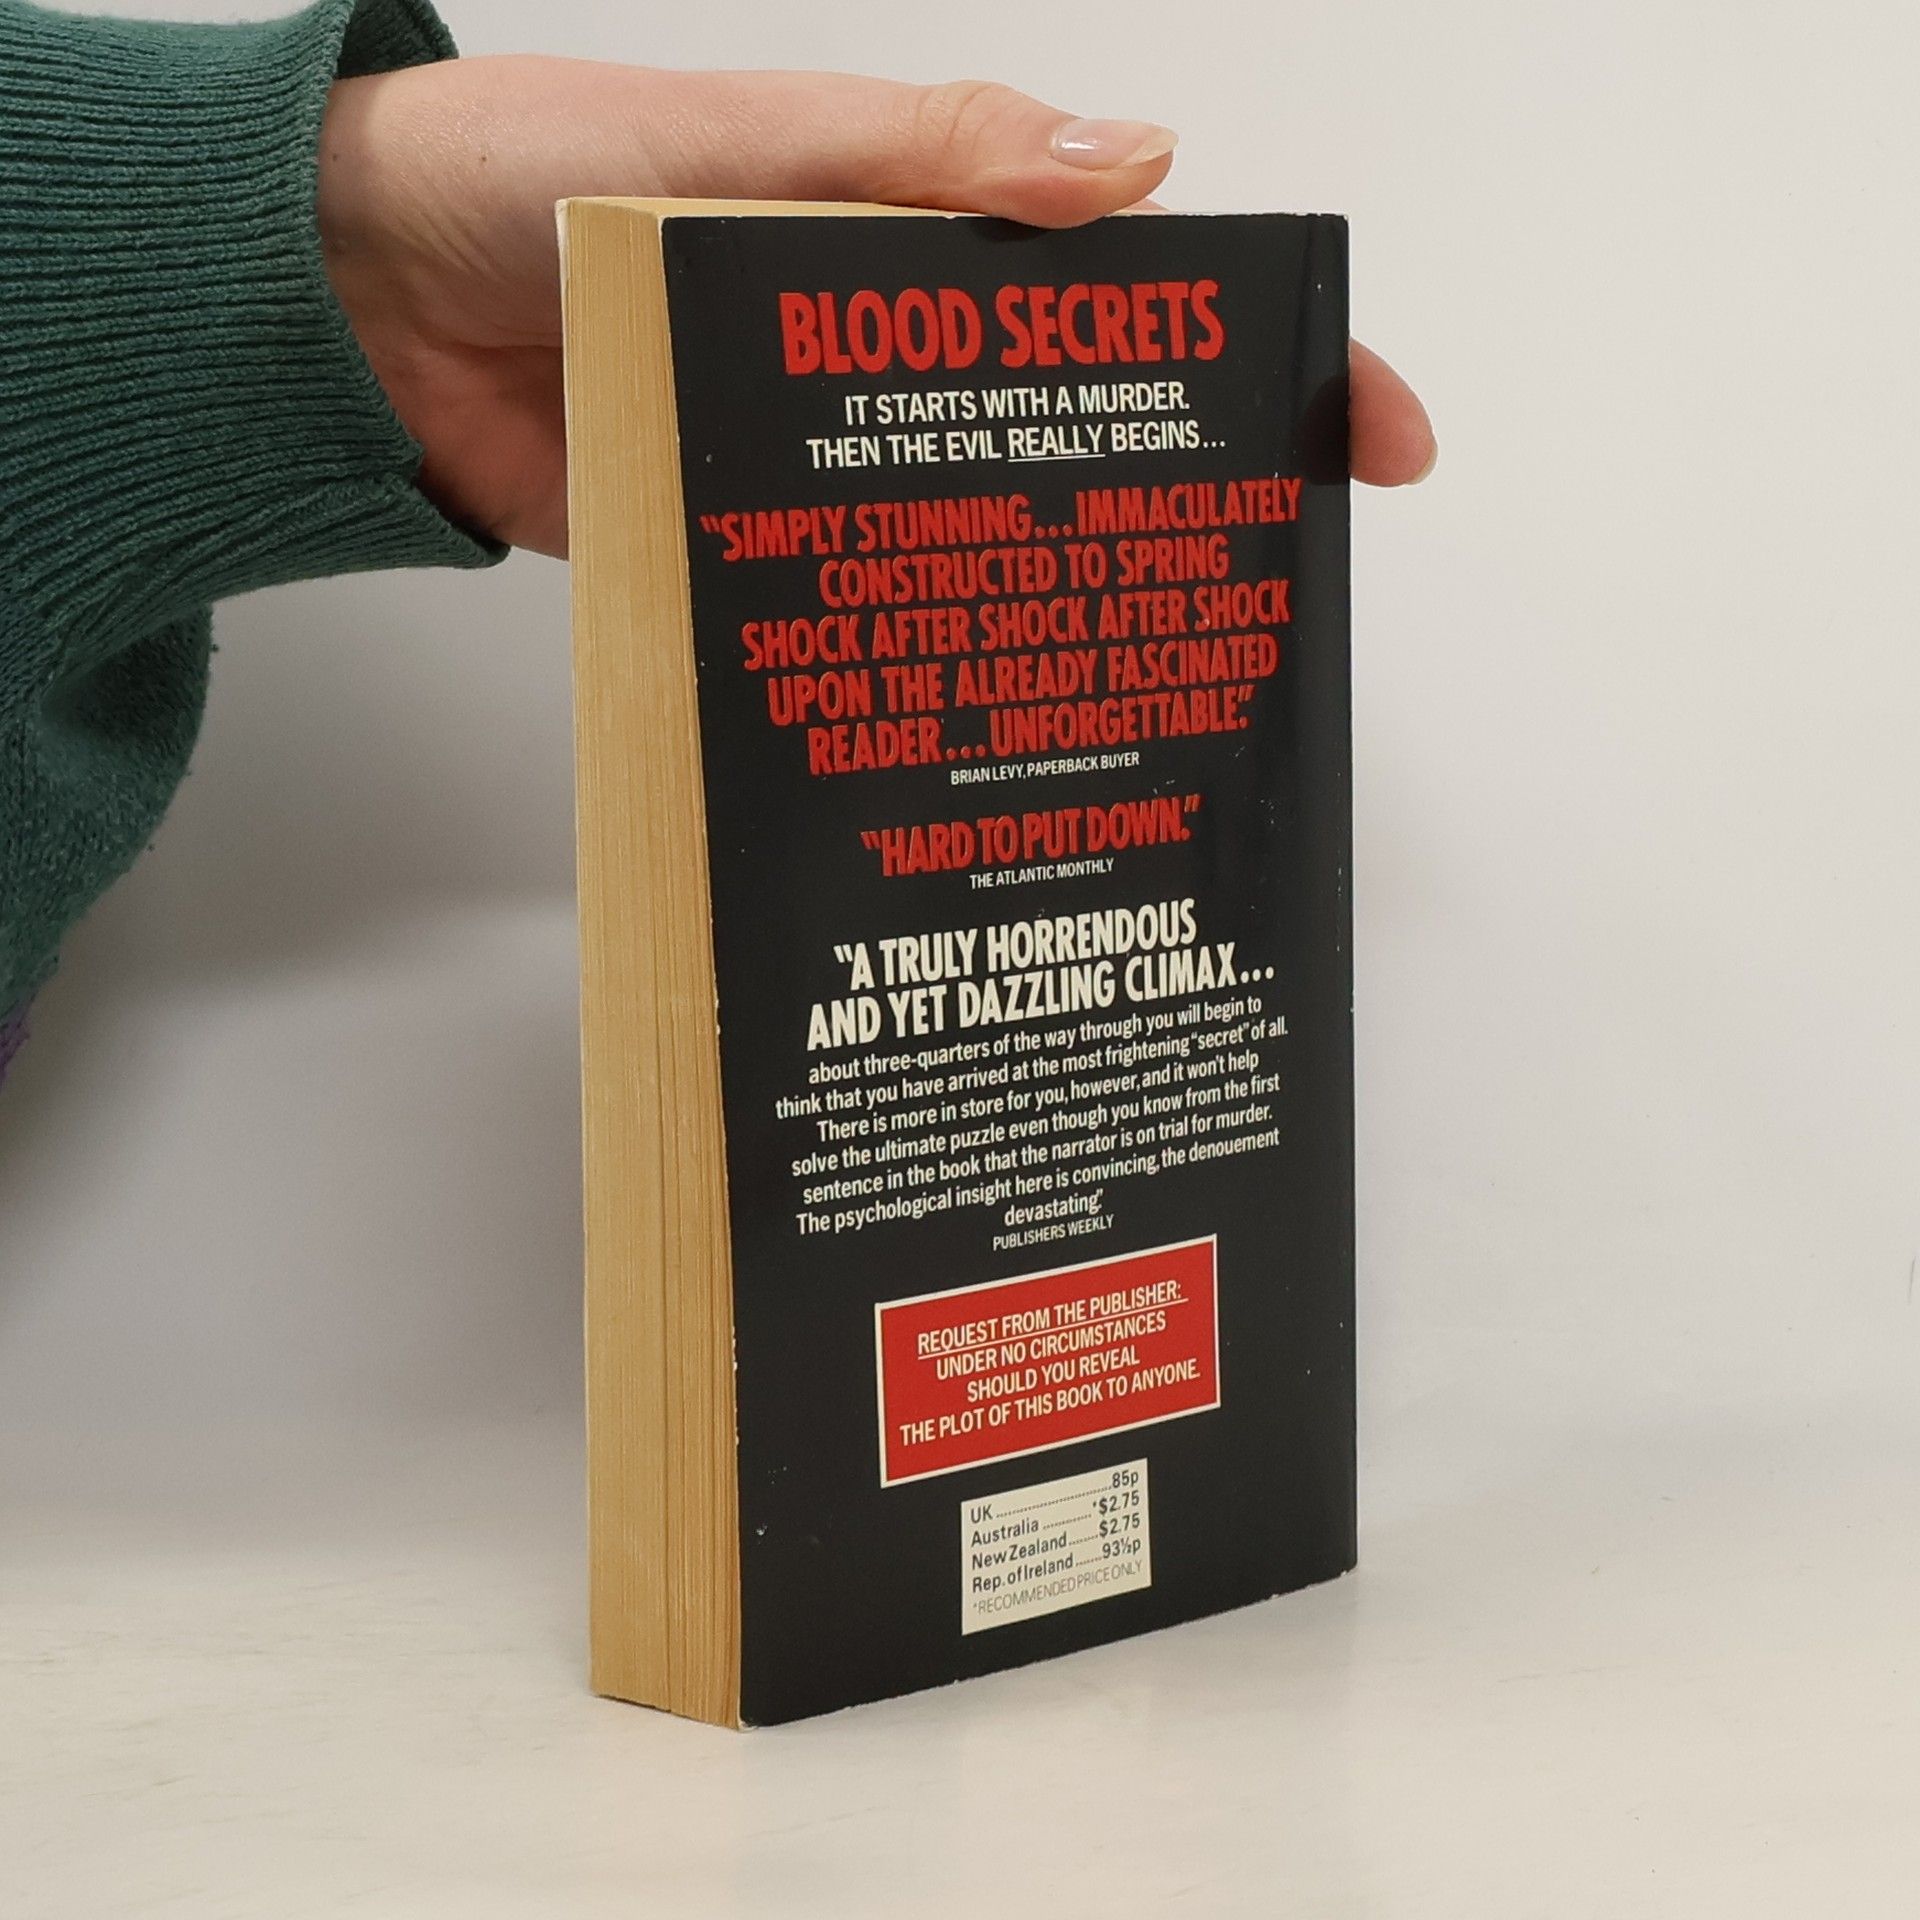 BLOOD SECRETS
IT STARTS WITH A MURDER.
THEN THE EVIL REALLY BEGINS...
"SIMPLY STUNNING...IMMACULATELY
CONSTRUCTED TO SPRING
SHOCK AFTER SHOCK AFTER SHOCK
UPON THE ALREADY FASCINATED
READER...UNFORGETTABLE."
BRIAN LEVY, PAPERBACK BUYER
"HARD TO PUT DOWN."
THE ATLANTIC MONTHLY
"A TRULY HORRENDOUS
AND YET DAZZLING CLIMAX...
about three-quarters of the way through you will begin to
think that you have arrived at the most frightening "secret" of all.
There is more in store for you, however, and it won't help
solve the ultimate puzzle even though you know from the first
sentence in the book that the narrator is on trial for murder.
The psychological insight here is convincing, the denouement
devastating."
PUBLISHERS WEEKLY
REQUEST FROM THE PUBLISHER:
UNDER NO CIRCUMSTANCES
SHOULD YOU REVEAL
THE PLOT OF THIS BOOK TO ANYONE.
UK..........85p
Australia..........*$2.75
New Zealand.......$2.75
Rep. of Ireland.......93½p
*RECOMMENDED PRICE ONLY